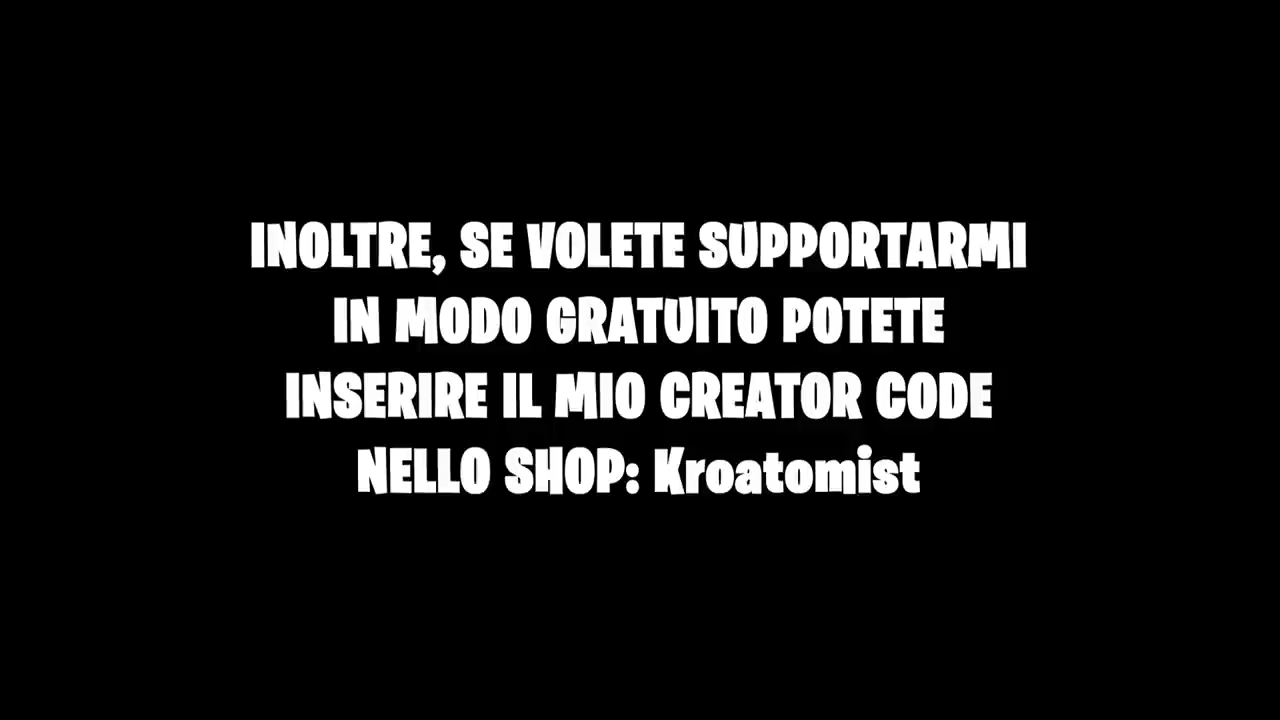 INOLTRE, SE VOLETE SUPPORTARMI
IN MODO GRATUITO POTETE
INSERIRE IL MIO CREATOR CODE
NELLO SHOP: Kroatomist